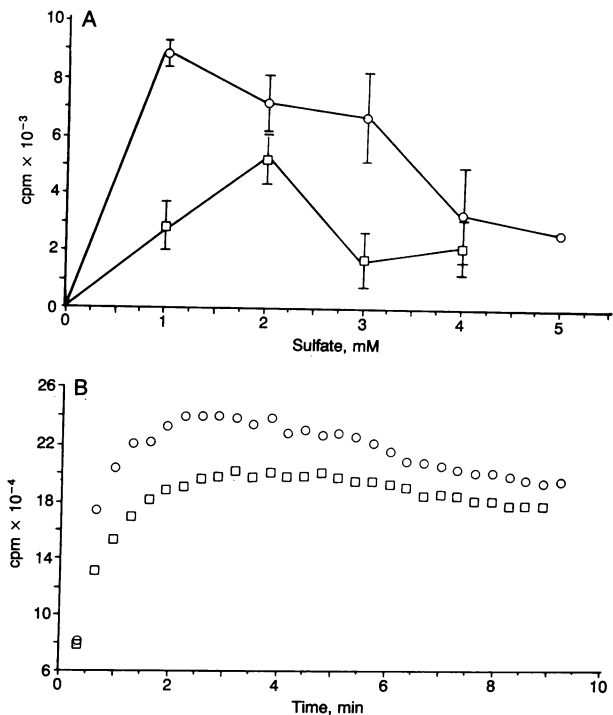 A
10
8
6
4
2
0
cpm × 10⁻³
0 1 2 3 4 5
Sulfate, mM
B
26
22
18
14
10
6
cpm × 10⁻⁴
0 2 4 6 8 10
Time, min